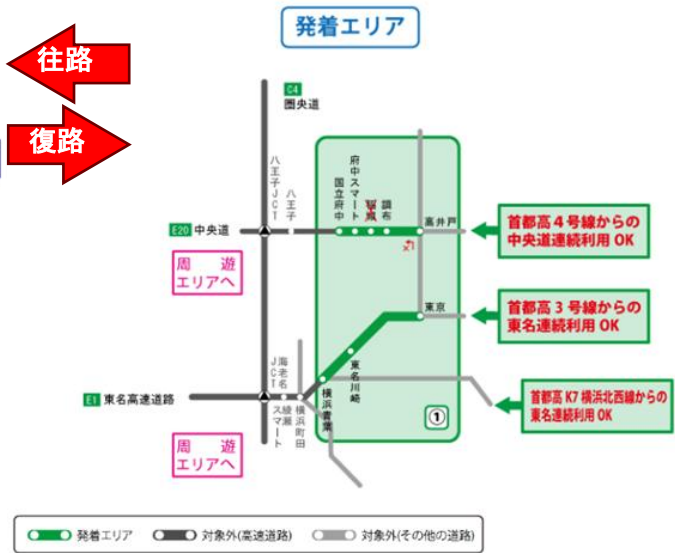 発着エリア
往路
復路
C4
圏央道
八王子JCT
八王子
国立府中
府中スマート
稲城
調布
高井戸
※1
E20 中央道
首都高4号線からの
中央道連続利用 OK
周遊
エリアへ
東京
首都高3号線からの
東名連続利用 OK
海老名JCT
E1 東名高速道路
綾瀬スマート
横浜町田
横浜青葉
東名川崎
①
首都高 K7 横浜北西線からの
東名連続利用 OK
周遊
エリアへ
発着エリア 対象外(高速道路) 対象外(その他の道路)